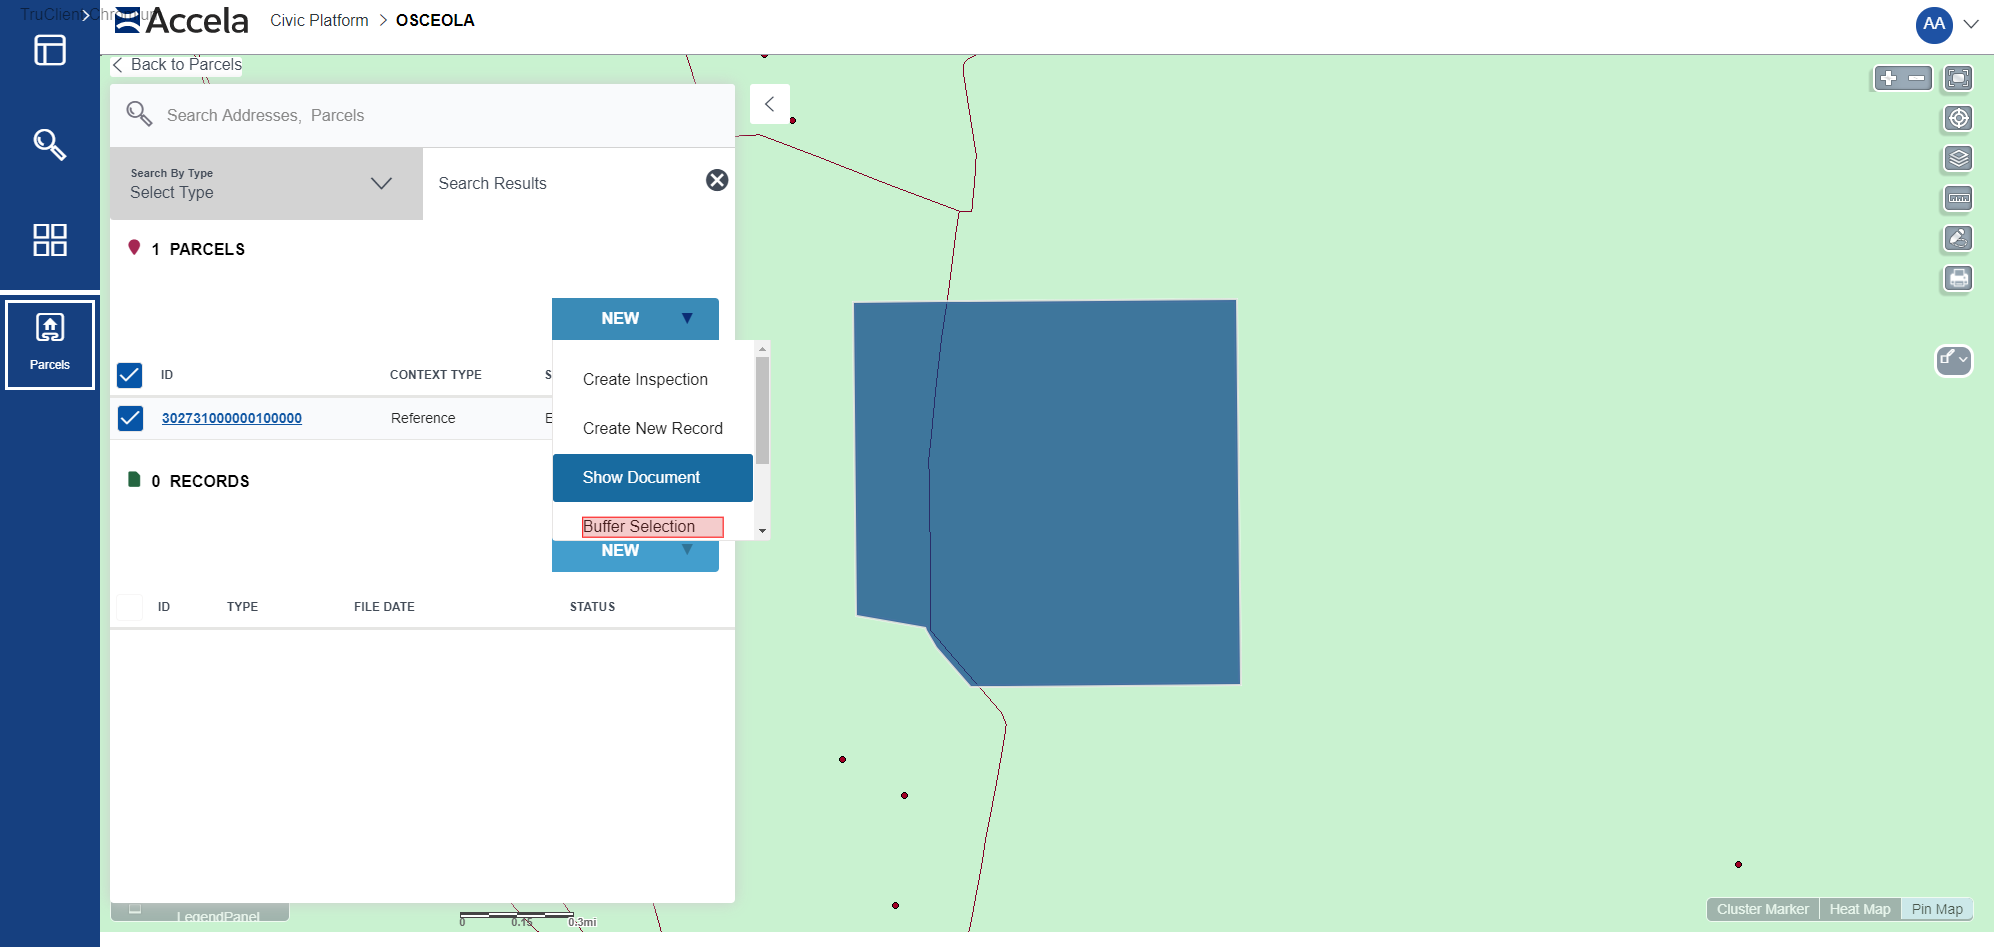 TruClient Chromium
Accela
Civic Platform > OSCEOLA
AA
Back to Parcels
Search Addresses, Parcels
Search By Type
Select Type
Search Results
1 PARCELS
NEW
ID CONTEXT TYPE S
302731000000100000 Reference E
Create Inspection
Create New Record
Show Document
Buffer Selection
0 RECORDS
NEW
ID TYPE FILE DATE STATUS
Parcels
LegendPanel
0 0.15 0.3mi
Cluster Marker Heat Map Pin Map